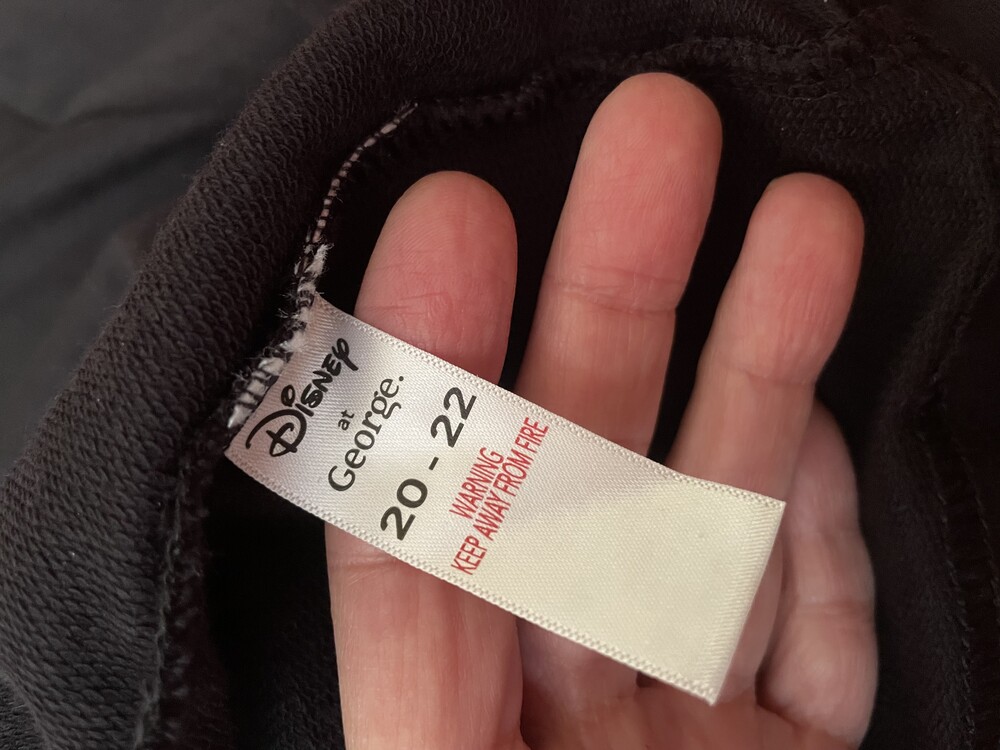 Disney
at
George.
20 - 22
WARNING
KEEP AWAY FROM FIRE